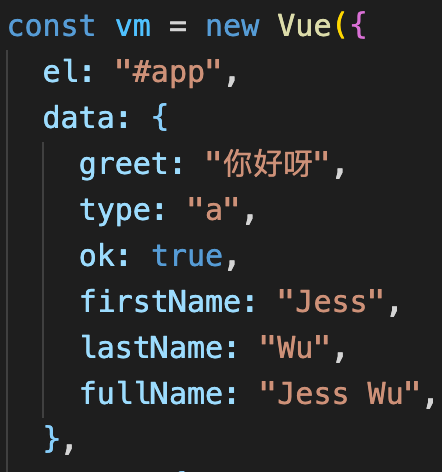 const vm = new Vue({
el: "#app",
data: {
greet: "你好呀",
type: "a",
ok: true,
firstName: "Jess",
lastName: "Wu",
fullName: "Jess Wu",
},